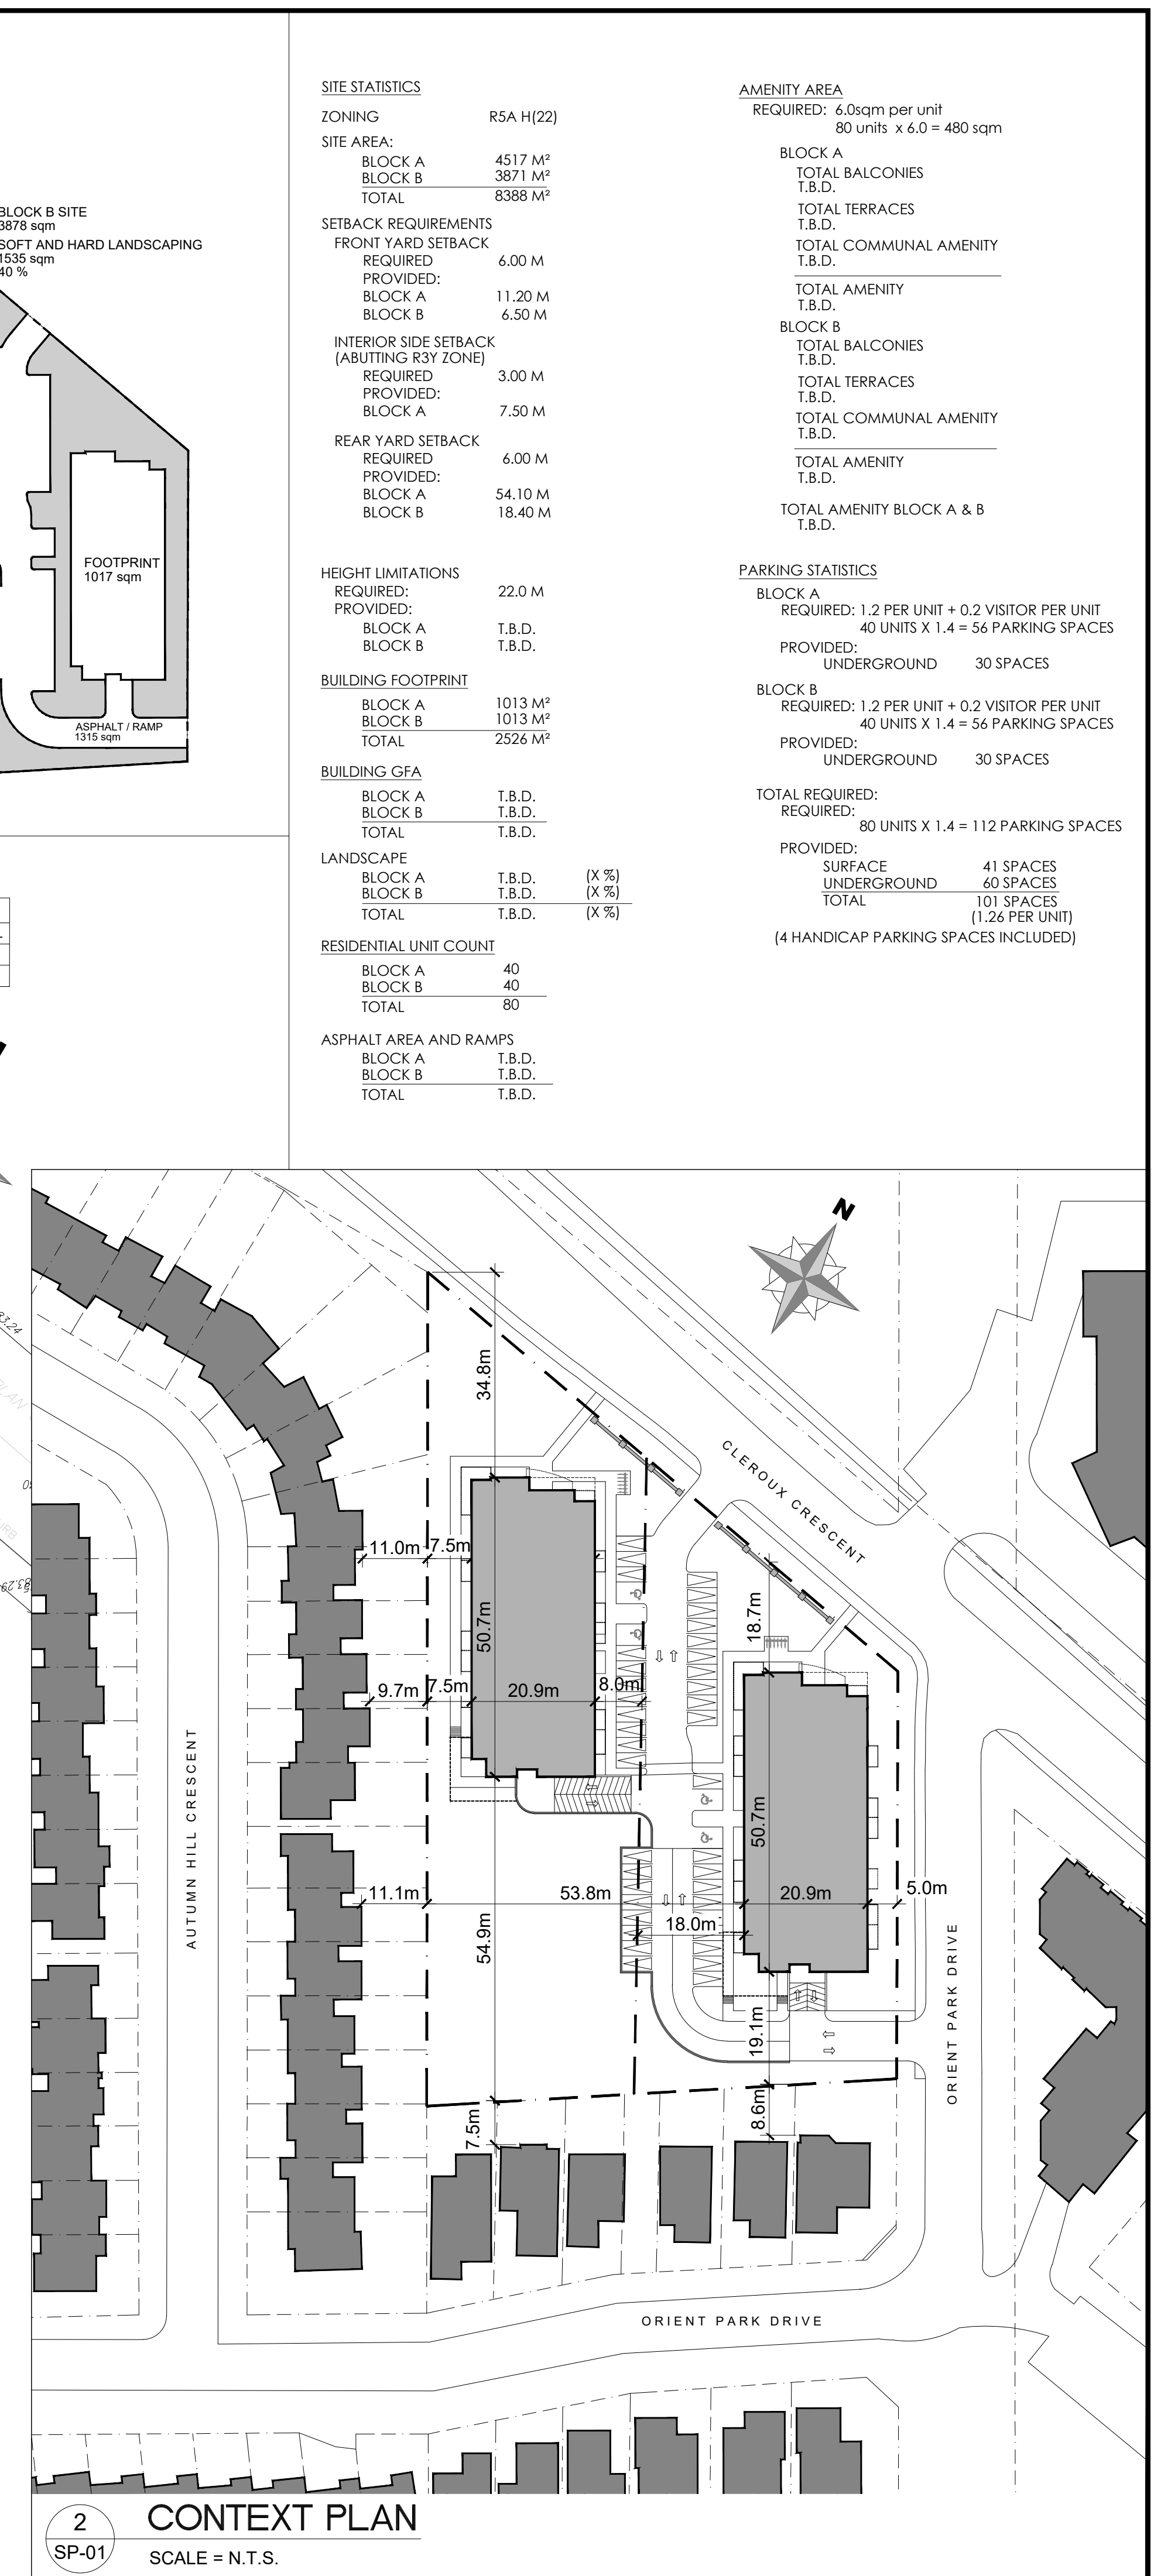 BLOCK B SITE
3878 sqm
SOFT AND HARD LANDSCAPING
1535 sqm
40 %
FOOTPRINT
1017 sqm
ASPHALT / RAMP
1315 sqm
SITE STATISTICS
ZONING R5A H(22)
SITE AREA:
BLOCK A 4517 M²
BLOCK B 3871 M²
TOTAL 8388 M²
SETBACK REQUIREMENTS
FRONT YARD SETBACK
REQUIRED 6.00 M
PROVIDED:
BLOCK A 11.20 M
BLOCK B 6.50 M
INTERIOR SIDE SETBACK
(ABUTTING R3Y ZONE)
REQUIRED 3.00 M
PROVIDED:
BLOCK A 7.50 M
REAR YARD SETBACK
REQUIRED 6.00 M
PROVIDED:
BLOCK A 54.10 M
BLOCK B 18.40 M
HEIGHT LIMITATIONS
REQUIRED: 22.0 M
PROVIDED:
BLOCK A T.B.D.
BLOCK B T.B.D.
BUILDING FOOTPRINT
BLOCK A 1013 M²
BLOCK B 1013 M²
TOTAL 2526 M²
BUILDING GFA
BLOCK A T.B.D.
BLOCK B T.B.D.
TOTAL T.B.D.
LANDSCAPE
BLOCK A T.B.D. (X %)
BLOCK B T.B.D. (X %)
TOTAL T.B.D. (X %)
RESIDENTIAL UNIT COUNT
BLOCK A 40
BLOCK B 40
TOTAL 80
ASPHALT AREA AND RAMPS
BLOCK A T.B.D.
BLOCK B T.B.D.
TOTAL T.B.D.
AMENITY AREA
REQUIRED: 6.0sqm per unit
80 units x 6.0 = 480 sqm
BLOCK A
TOTAL BALCONIES
T.B.D.
TOTAL TERRACES
T.B.D.
TOTAL COMMUNAL AMENITY
T.B.D.
TOTAL AMENITY
T.B.D.
BLOCK B
TOTAL BALCONIES
T.B.D.
TOTAL TERRACES
T.B.D.
TOTAL COMMUNAL AMENITY
T.B.D.
TOTAL AMENITY
T.B.D.
TOTAL AMENITY BLOCK A & B
T.B.D.
PARKING STATISTICS
BLOCK A
REQUIRED: 1.2 PER UNIT + 0.2 VISITOR PER UNIT
40 UNITS X 1.4 = 56 PARKING SPACES
PROVIDED:
UNDERGROUND 30 SPACES
BLOCK B
REQUIRED: 1.2 PER UNIT + 0.2 VISITOR PER UNIT
40 UNITS X 1.4 = 56 PARKING SPACES
PROVIDED:
UNDERGROUND 30 SPACES
TOTAL REQUIRED:
REQUIRED:
80 UNITS X 1.4 = 112 PARKING SPACES
PROVIDED:
SURFACE 41 SPACES
UNDERGROUND 60 SPACES
TOTAL 101 SPACES
(1.26 PER UNIT)
(4 HANDICAP PARKING SPACES INCLUDED)
N
34.8m
CLEROUX CRESCENT
11.0m
7.5m
50.7m
18.7m
9.7m
7.5m
20.9m
8.0m
AUTUMN HILL CRESCENT
50.7m
11.1m
53.8m
20.9m
5.0m
18.0m
54.9m
ORIENT PARK DRIVE
19.1m
7.5m
8.6m
ORIENT PARK DRIVE
83.24
PLAN
83.29
2
SP-01
CONTEXT PLAN
SCALE = N.T.S.